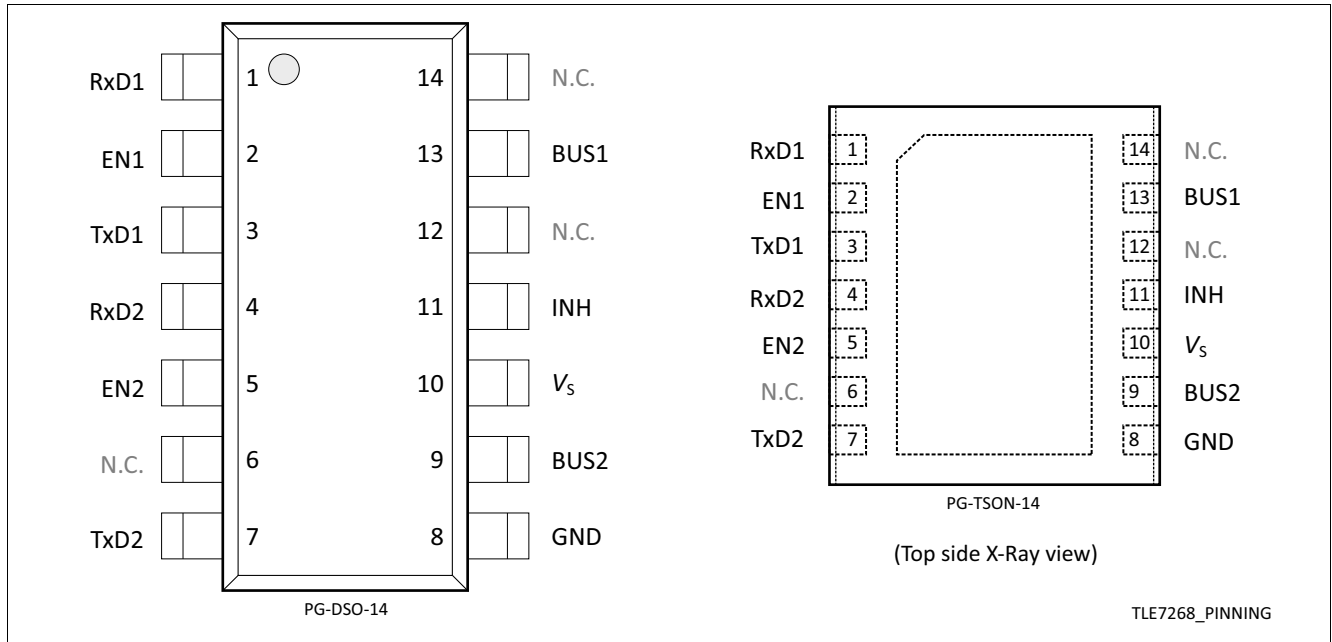 RxD1 1 14 N.C.
EN1 2 13 BUS1
TxD1 3 12 N.C.
RxD2 4 11 INH
EN2 5 10 VS
N.C. 6 9 BUS2
TxD2 7 8 GND
PG-DSO-14
RxD1 1 14 N.C.
EN1 2 13 BUS1
TxD1 3 12 N.C.
RxD2 4 11 INH
EN2 5 10 VS
N.C. 6 9 BUS2
TxD2 7 8 GND
PG-TSON-14
(Top side X-Ray view)
TLE7268_PINNING